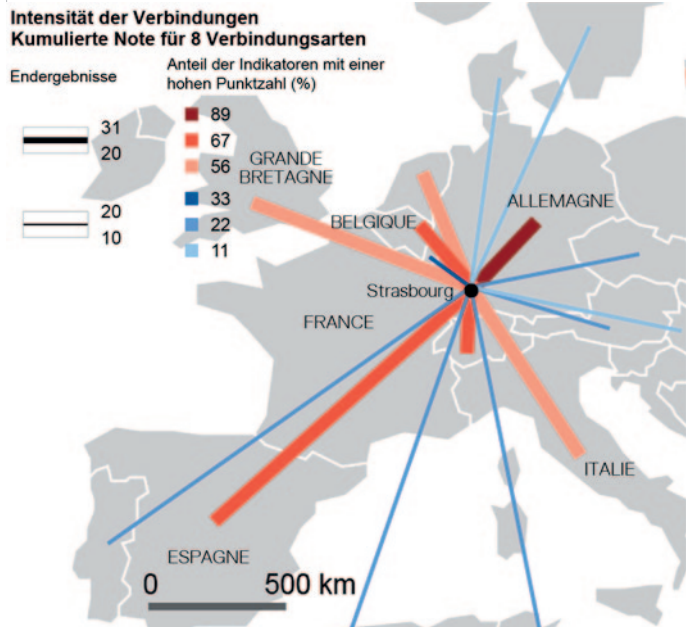 Intensität der Verbindungen
Kumulierte Note für 8 Verbindungsarten
Endergebnisse
Anteil der Indikatoren mit einer
hohen Punktzahl (%)
31
20
20
10
89
67
56
33
22
11
GRANDE
BRETAGNE
BELGIQUE
ALLEMAGNE
Strasbourg
FRANCE
ITALIE
ESPAGNE
0 500 km